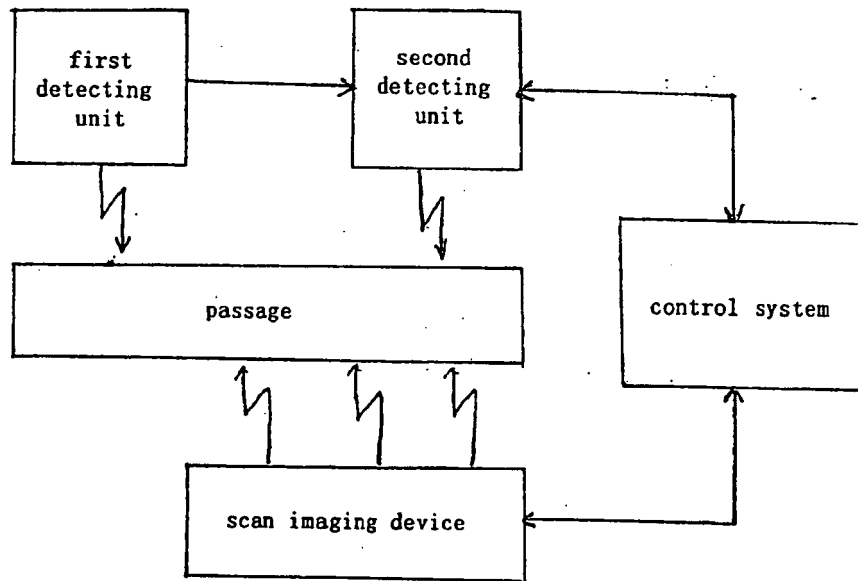 first
detecting
unit
second
detecting
unit
passage
control system
scan imaging device